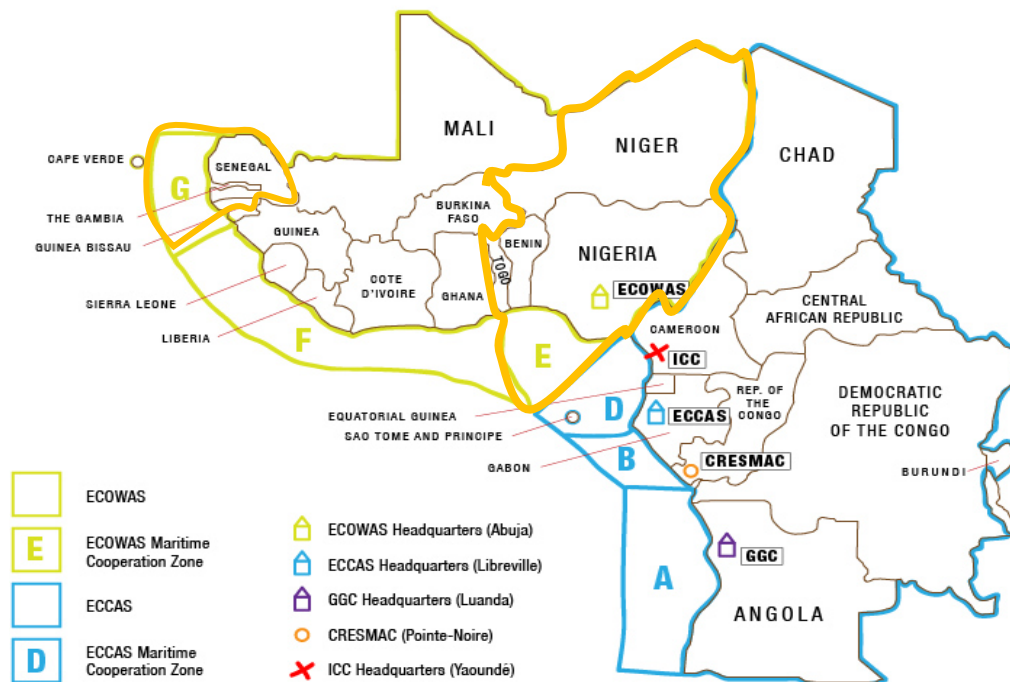 MALI
NIGER
CHAD
CAPE VERDE
SENEGAL
G
THE GAMBIA
GUINEA BISSAU
GUINEA
BURKINA
FASO
BENIN
TOGO
NIGERIA
ECOWAS
SIERRA LEONE
COTE
D'IVOIRE
GHANA
LIBERIA
F
E
CAMEROON
ICC
CENTRAL
AFRICAN REPUBLIC
EQUATORIAL GUINEA
SAO TOME AND PRINCIPE
D
ECCAS
REP. OF
THE
CONGO
DEMOCRATIC
REPUBLIC
OF THE CONGO
GABON
B
CRESMAC
BURUNDI
A
GGC
ANGOLA
ECOWAS
E
ECOWAS Maritime
Cooperation Zone
ECCAS
D
ECCAS Maritime
Cooperation Zone
ECOWAS Headquarters (Abuja)
ECCAS Headquarters (Libreville)
GGC Headquarters (Luanda)
CRESMAC (Pointe-Noire)
ICC Headquarters (Yaoundé)